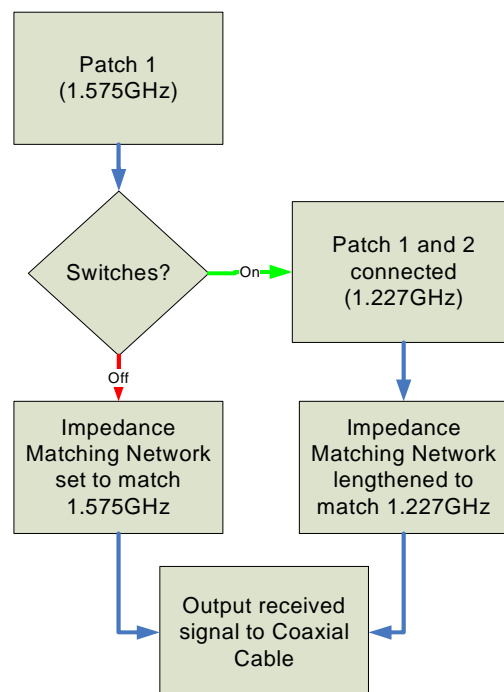 Patch 1
(1.575GHz)
Switches?
On
Patch 1 and 2
connected
(1.227GHz)
Off
Impedance
Matching Network
set to match
1.575GHz
Impedance
Matching Network
lengthened to
match 1.227GHz
Output received
signal to Coaxial
Cable